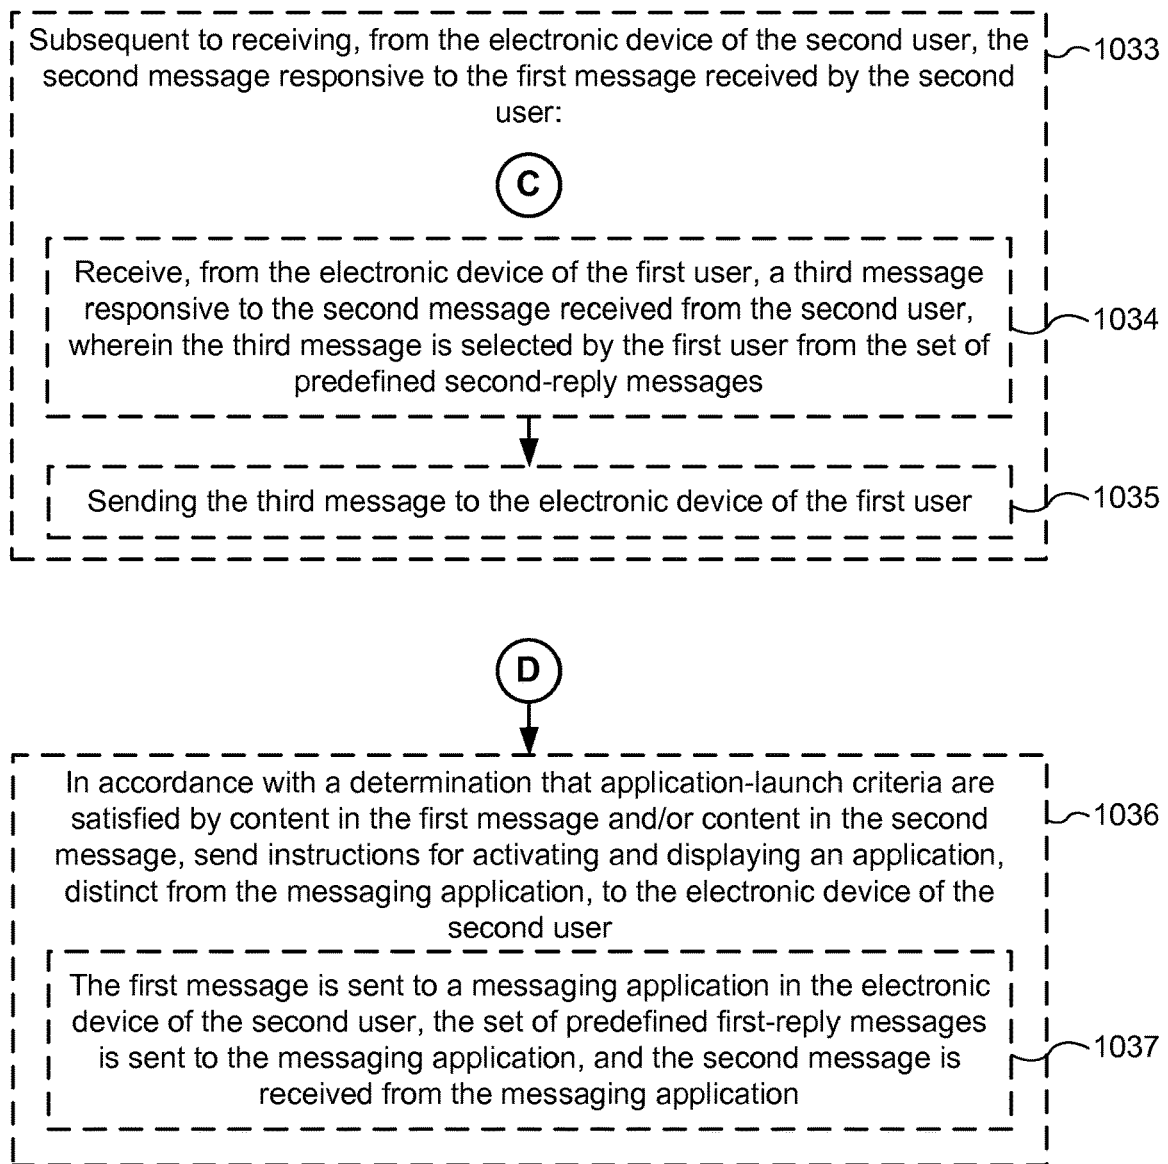 Subsequent to receiving, from the electronic device of the second user, the
second message responsive to the first message received by the second
user:
1033
C
Receive, from the electronic device of the first user, a third message
responsive to the second message received from the second user,
wherein the third message is selected by the first user from the set of
predefined second-reply messages
1034
Sending the third message to the electronic device of the first user
1035
D
In accordance with a determination that application-launch criteria are
satisfied by content in the first message and/or content in the second
message, send instructions for activating and displaying an application,
distinct from the messaging application, to the electronic device of the
second user
1036
The first message is sent to a messaging application in the electronic
device of the second user, the set of predefined first-reply messages
is sent to the messaging application, and the second message is
received from the messaging application
1037